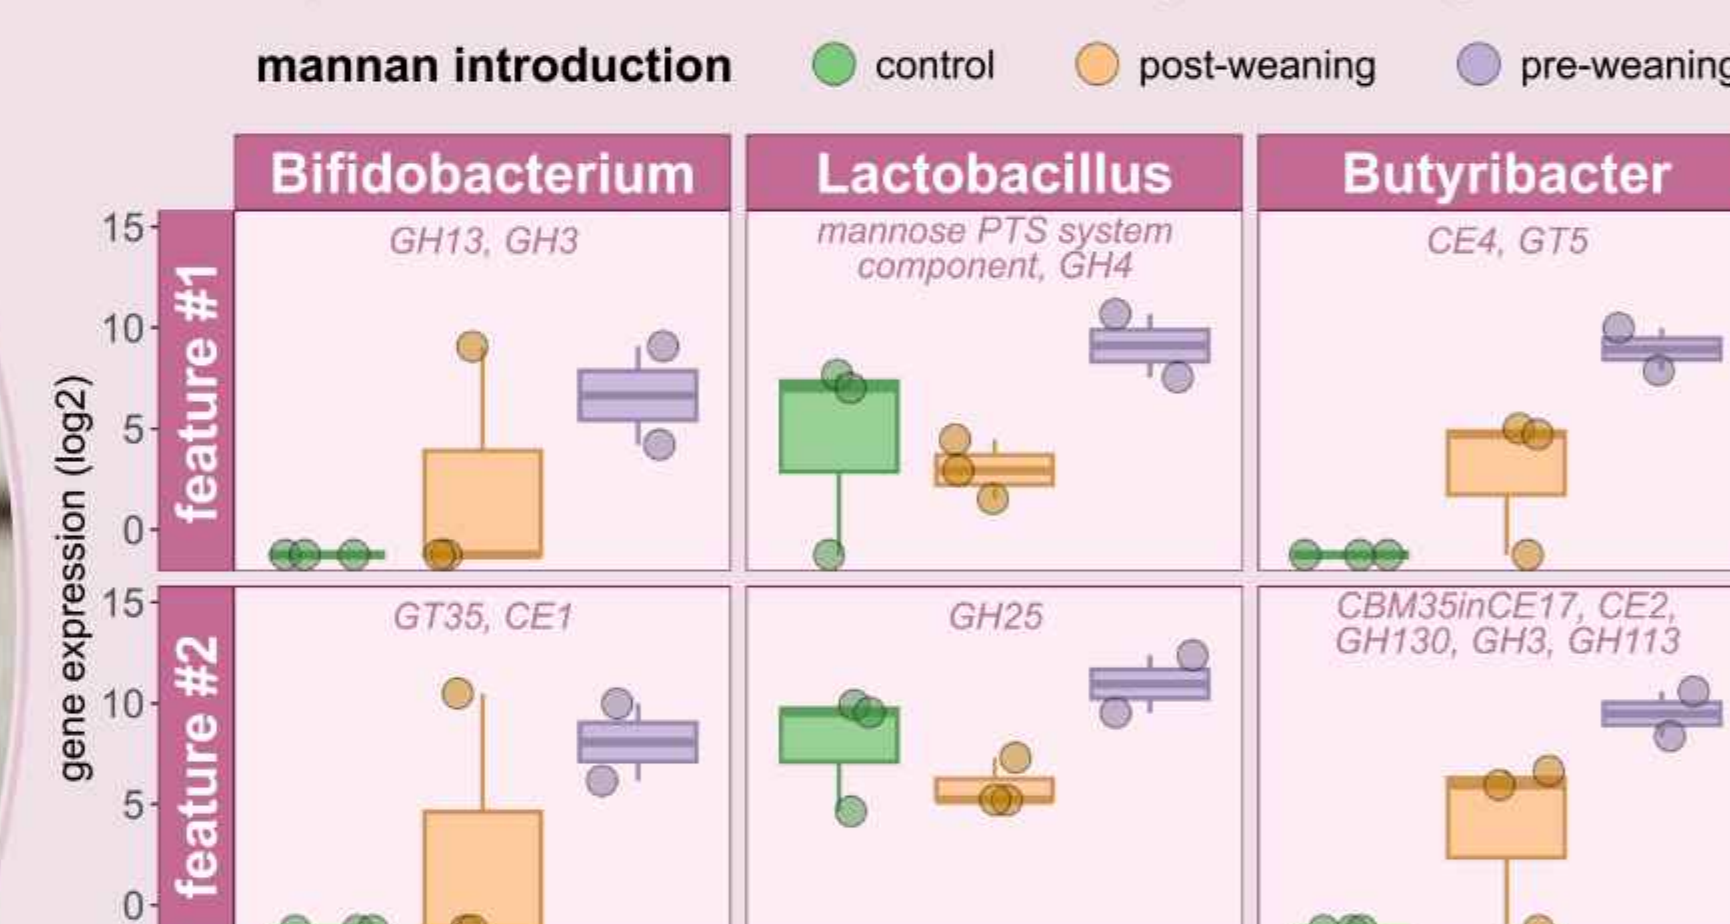 mannan introduction control post-weaning pre-weaning
Bifidobacterium Lactobacillus Butyribacter
gene expression (log2)
feature #1
15
10
5
0
GH13, GH3
mannose PTS system
component, GH4
CE4, GT5
feature #2
15
10
5
0
GT35, CE1
GH25
CBM35inCE17, CE2,
GH130, GH3, GH113